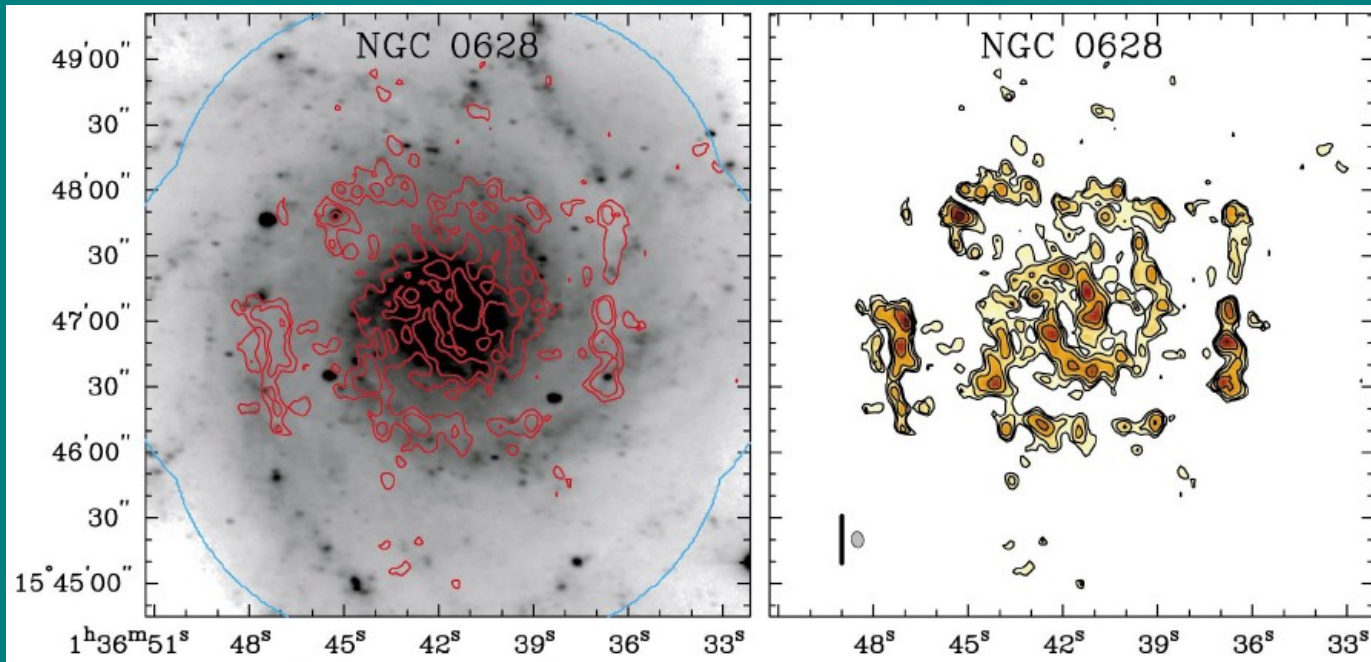 NGC 0628
49′00″
30″
48′00″
30″
47′00″
30″
46′00″
30″
15°45′00″
1ʰ36ᵐ51ˢ 48ˢ 45ˢ 42ˢ 39ˢ 36ˢ 33ˢ
NGC 0628
48ˢ 45ˢ 42ˢ 39ˢ 36ˢ 33ˢ